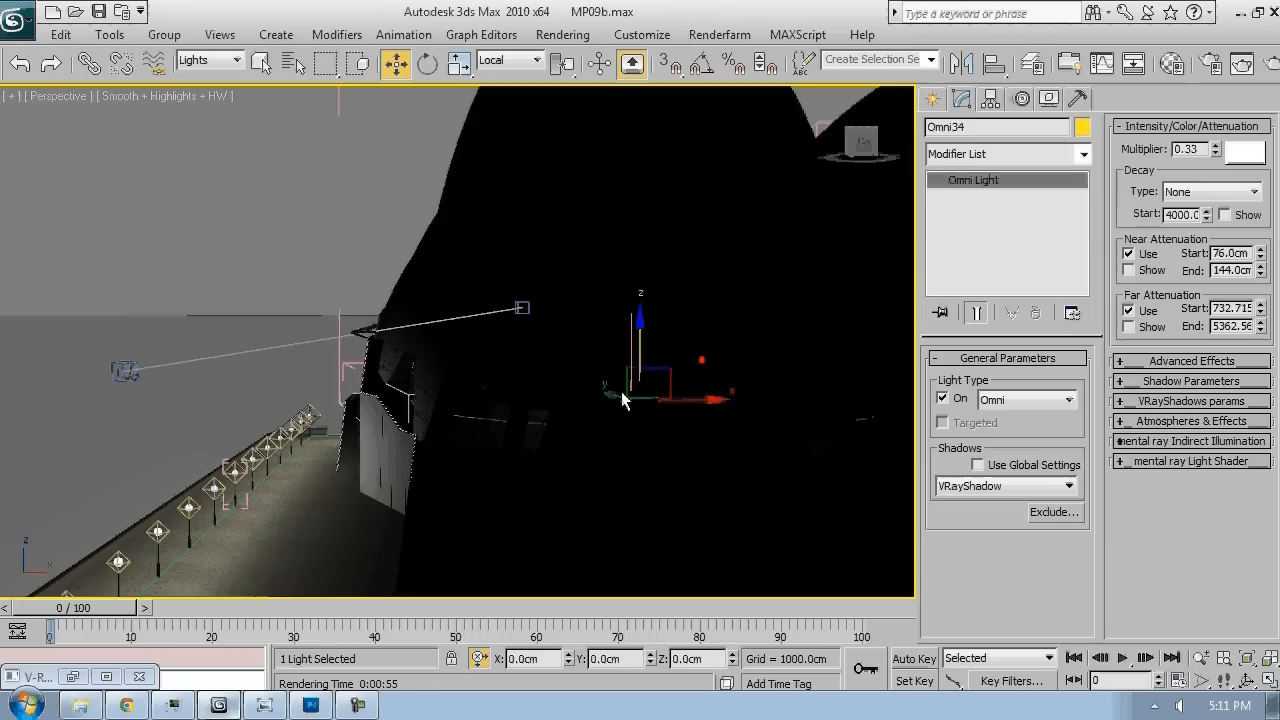 Autodesk 3ds Max 2010 x64 MP09b.max
Type a keyword or phrase
Edit Tools Group Views Create Modifiers Animation Graph Editors Rendering Customize Renderfarm MAXScript Help
Lights Local Create Selection Se
[ + ] [ Perspective ] [ Smooth + Highlights + HW ]
Omni34
Modifier List
Omni Light
General Parameters
Light Type
On Omni
Targeted
Shadows
Use Global Settings
VRayShadow
Exclude...
Intensity/Color/Attenuation
Multiplier: 0.33
Decay
Type: None
Start: 4000.0 Show
Near Attenuation
Use Start: 76.0cm
Show End: 144.0cm
Far Attenuation
Use Start: 732.715
Show End: 5362.56
Advanced Effects
Shadow Parameters
VRayShadows params
Atmospheres & Effects
mental ray Indirect Illumination
mental ray Light Shader
z
y
x
z
x
0 / 100
0 10 20 30 40 50 60 70 80 90 100
1 Light Selected X: 0.0cm Y: 0.0cm Z: 0.0cm Grid = 1000.0cm Auto Key Selected
Rendering Time 0:00:55 Add Time Tag Set Key Key Filters... 0
V-R...
5:11 PM